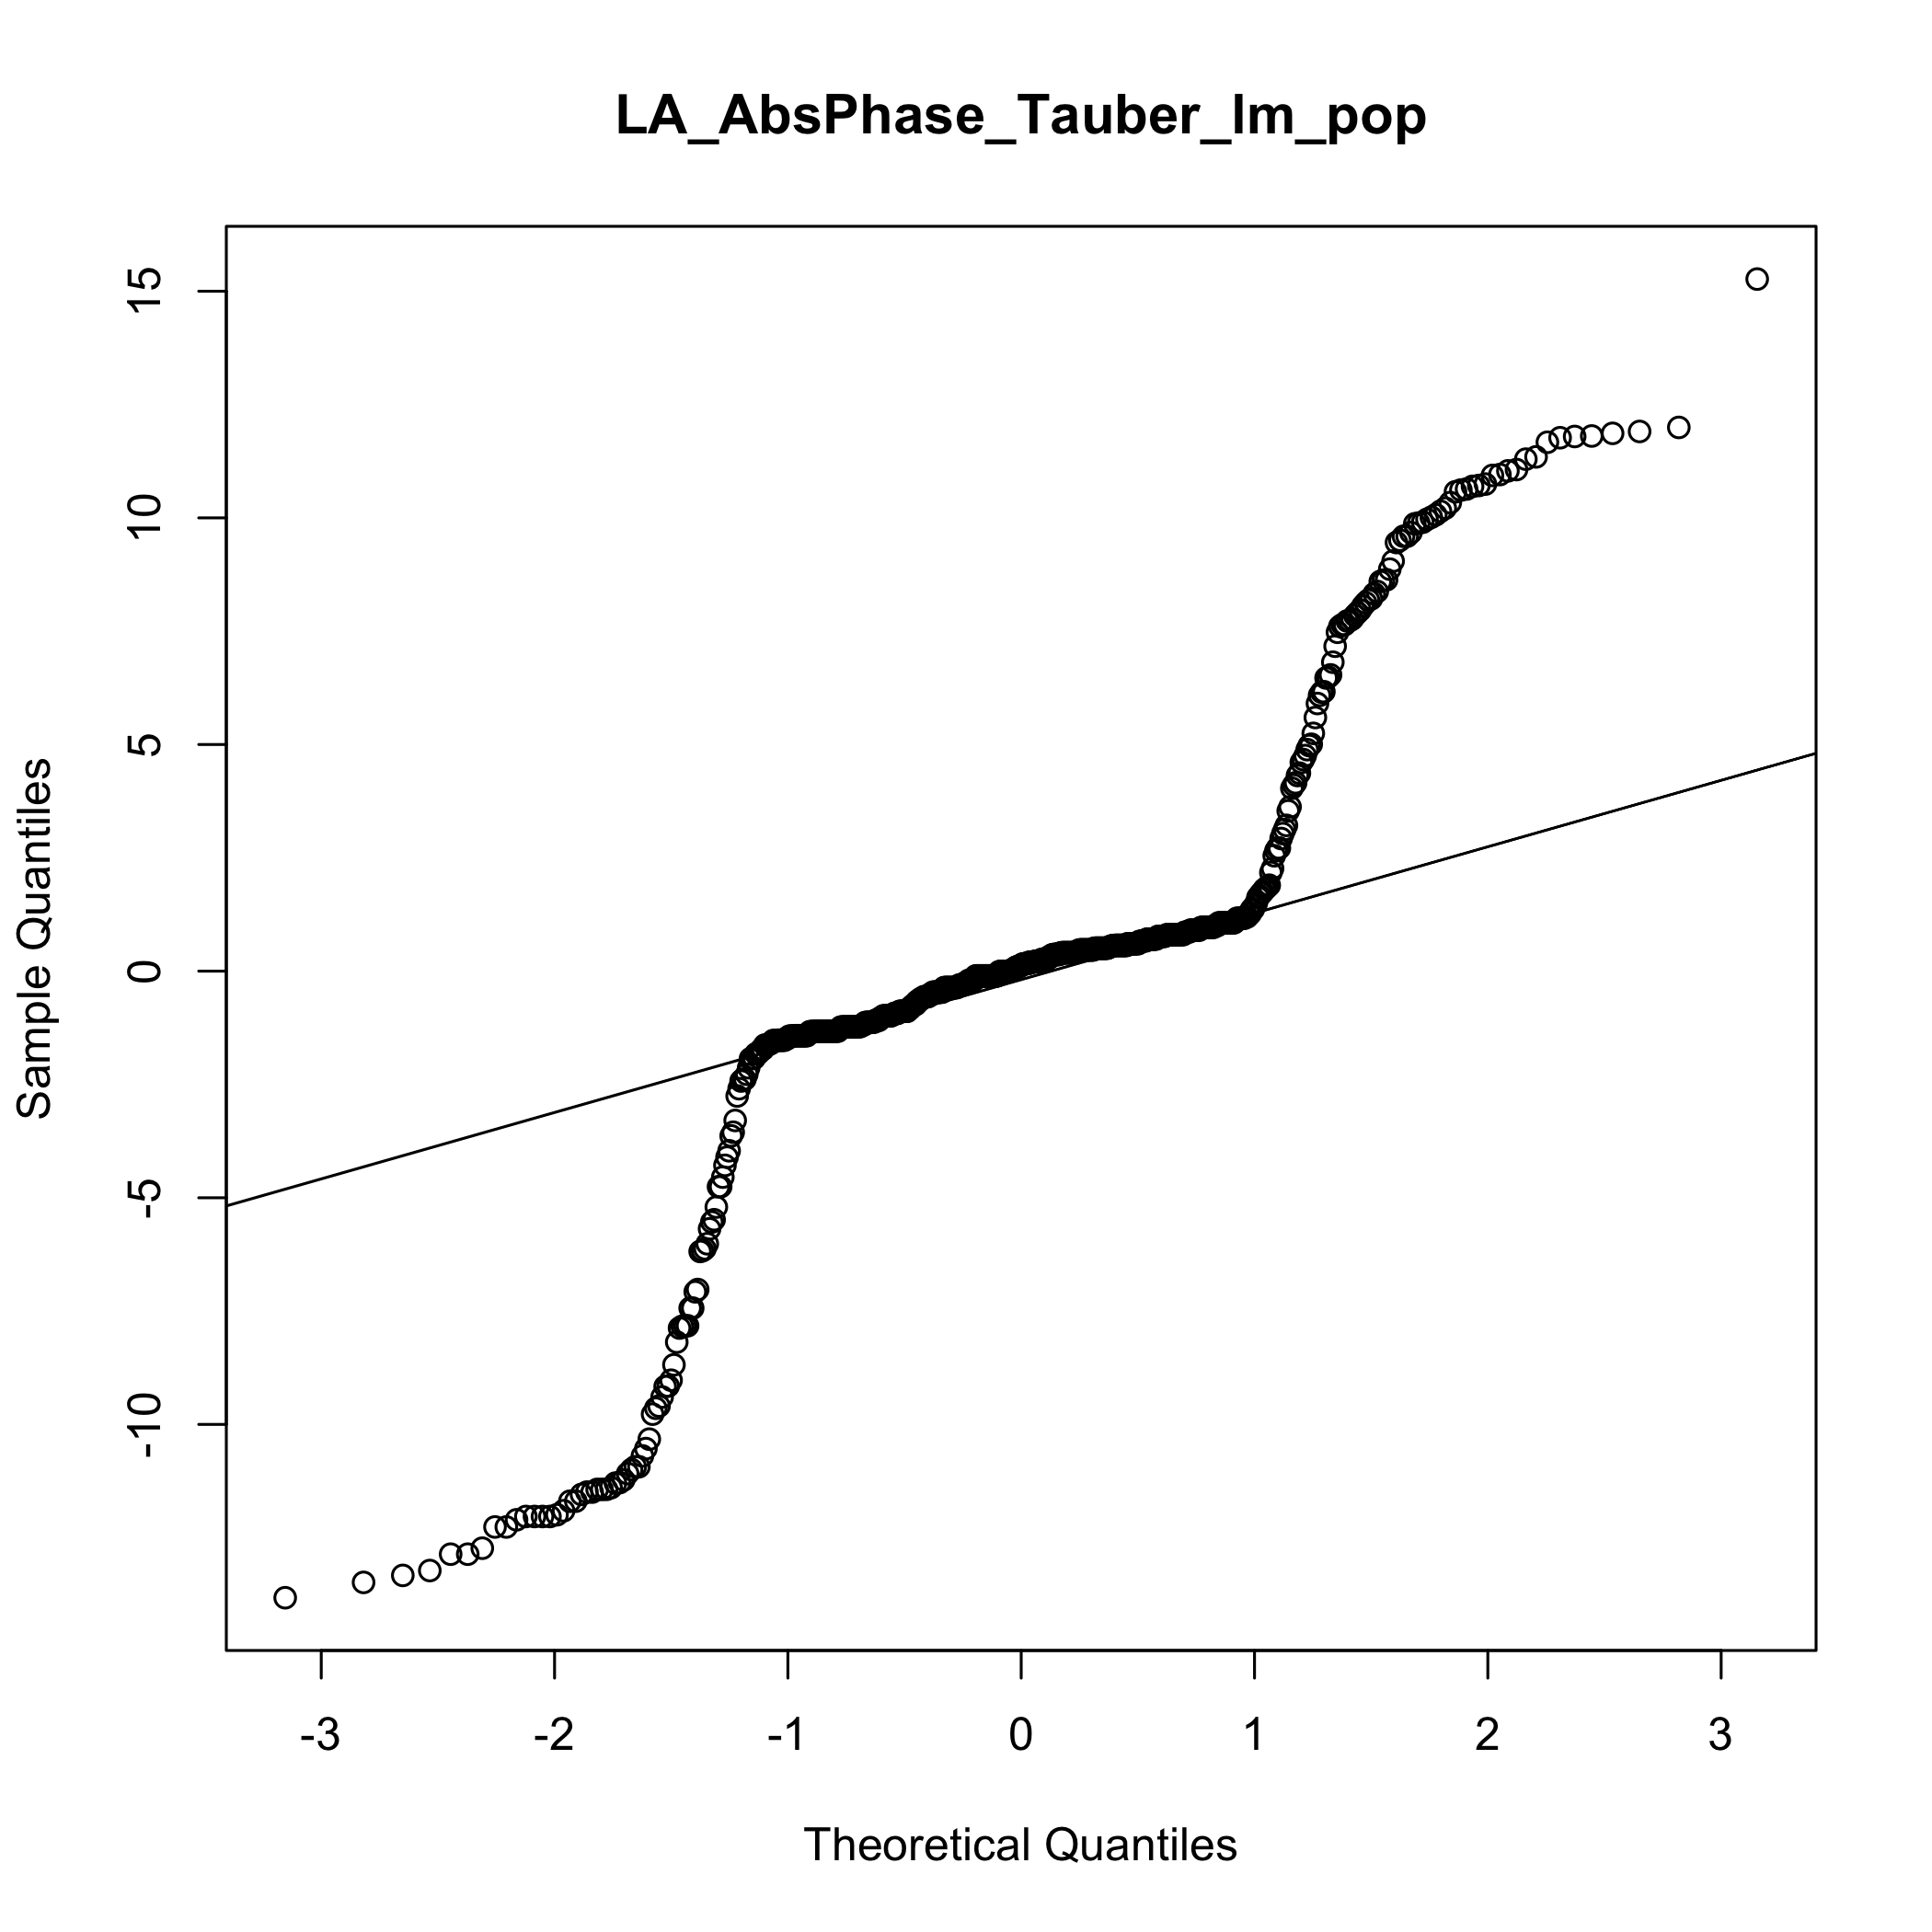 LA_AbsPhase_Tauber_lm_pop
15
10
5
0
-5
-10
Sample Quantiles
-3 -2 -1 0 1 2 3
Theoretical Quantiles